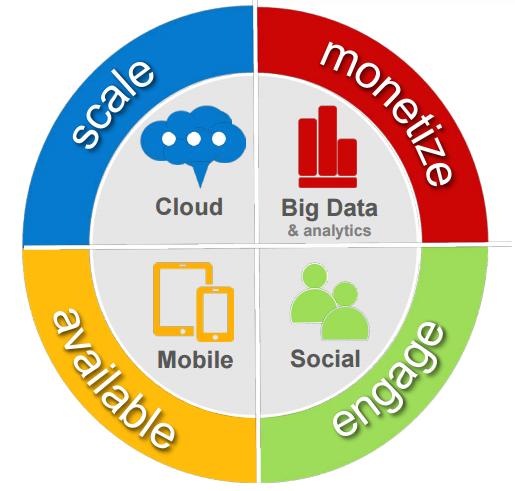 scale
monetize
Cloud
Big Data
& analytics
Mobile
Social
available
engage